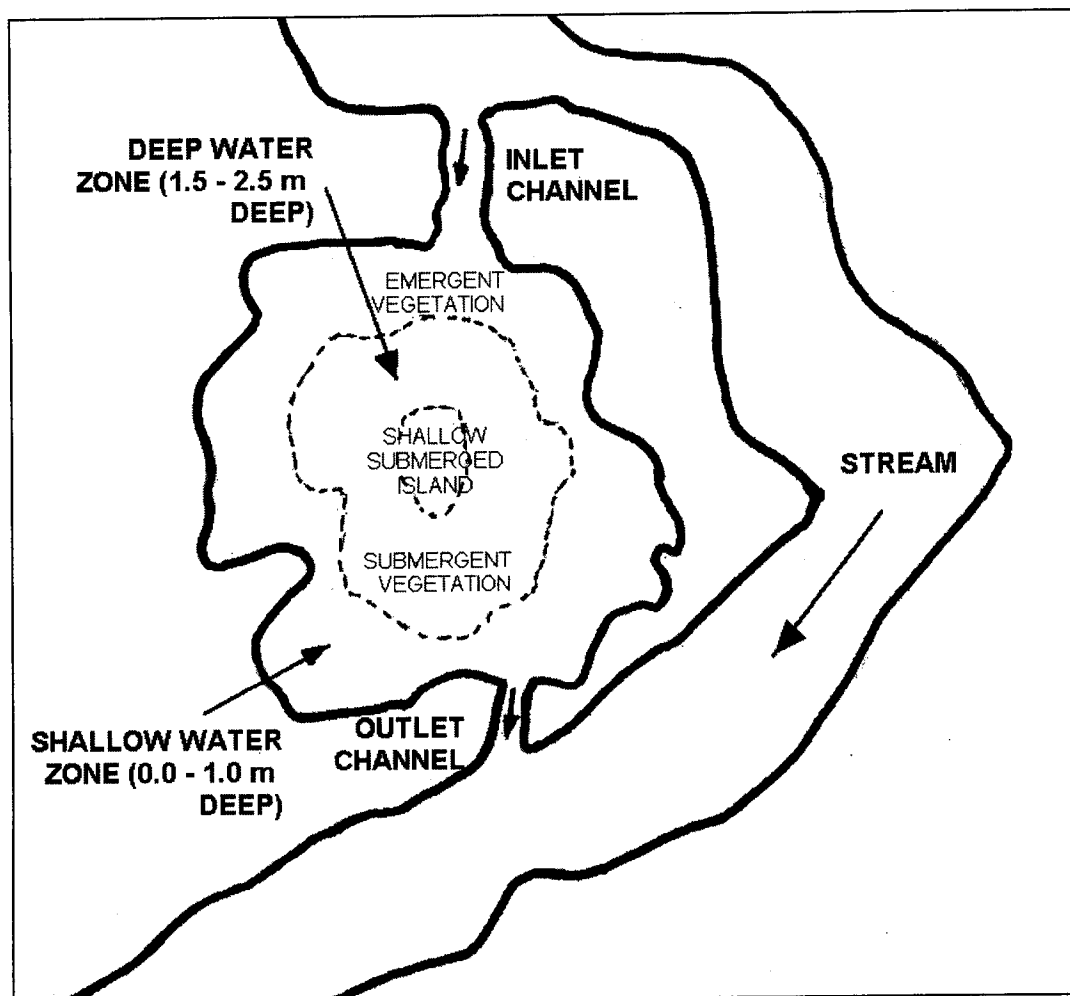 DEEP WATER
ZONE (1.5 - 2.5 m
DEEP)
INLET
CHANNEL
EMERGENT
VEGETATION
SHALLOW
SUBMERGED
ISLAND
STREAM
SUBMERGENT
VEGETATION
SHALLOW WATER
ZONE (0.0 - 1.0 m
DEEP)
OUTLET
CHANNEL